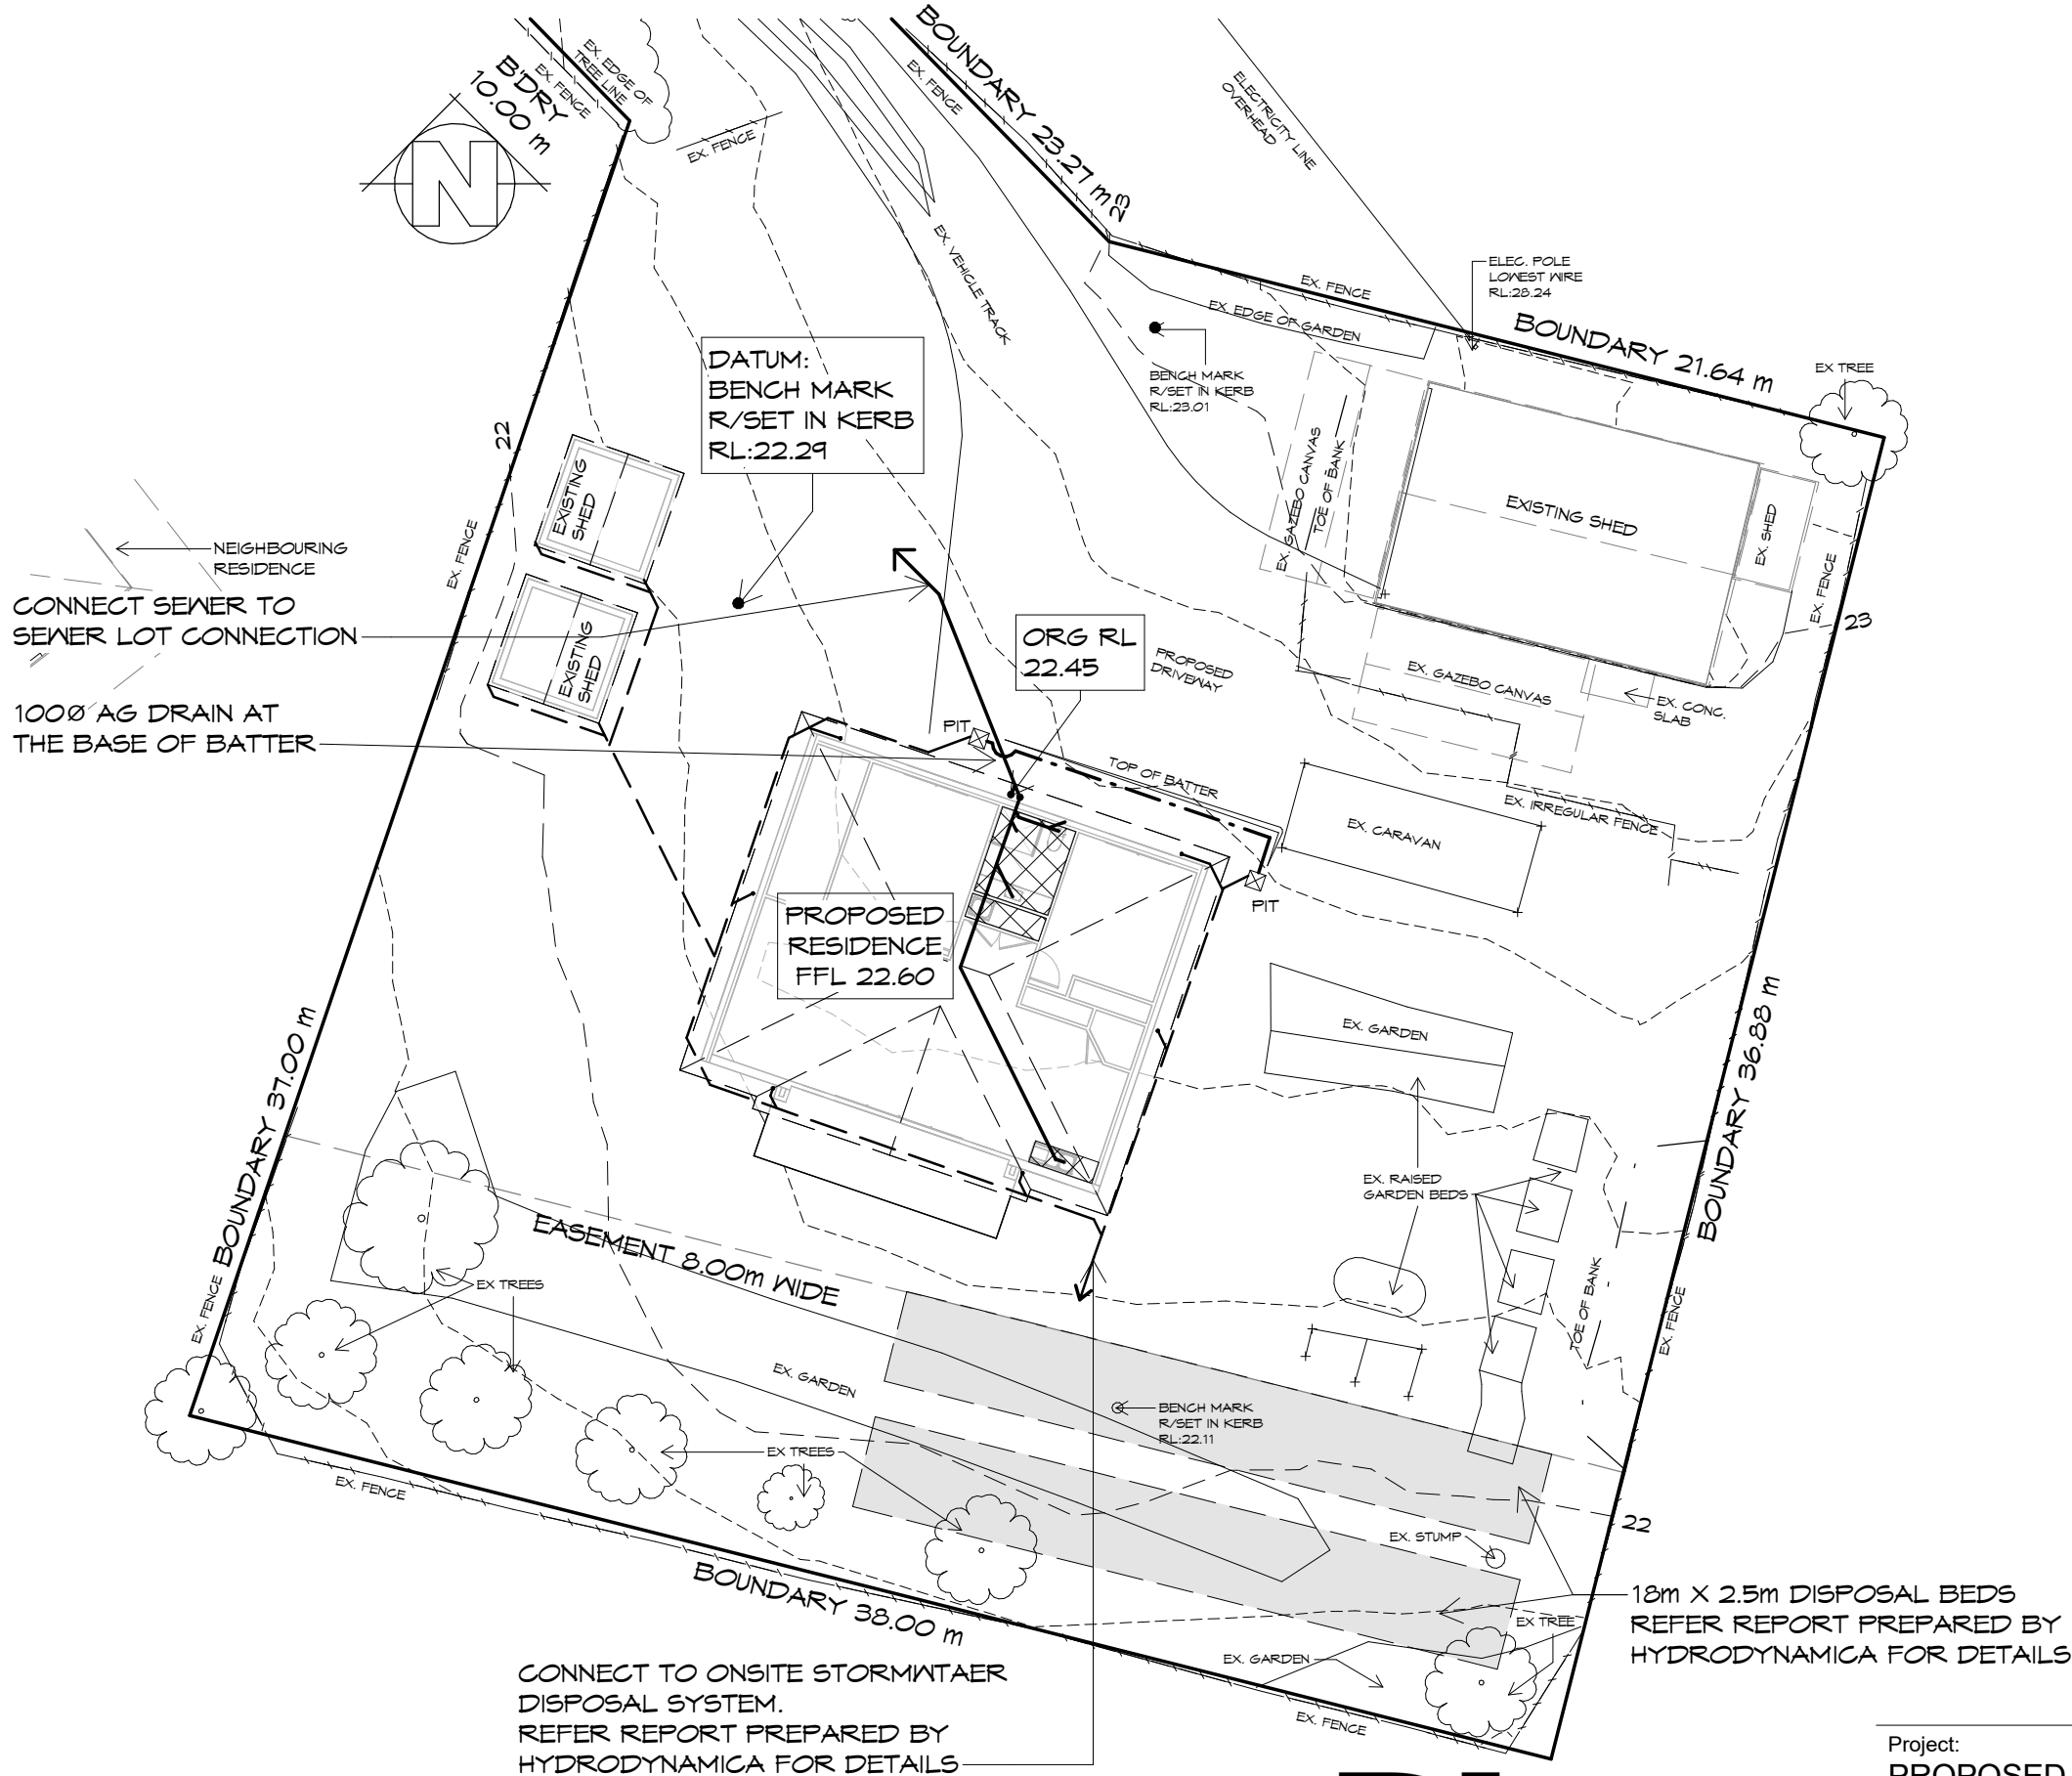 BOUNDARY 23.27 m
B'DRY
10.00 m
EX. FENCE
EX. EDGE OF
TREE LINE
EX. FENCE
N
EX. FENCE
23
ELECTRICITY LINE
OVERHEAD
EX. VEHICLE TRACK
ELEC. POLE
LOWEST WIRE
RL:28.24
EX. FENCE
EX. EDGE OF GARDEN
BOUNDARY 21.64 m
EX TREE
DATUM:
BENCH MARK
R/SET IN KERB
RL:22.29
BENCH MARK
R/SET IN KERB
RL:23.01
22
EX. GAZEBO CANVAS
TOE OF BANK
EXISTING SHED
EX. SHED
EX. FENCE
23
EXISTING
SHED
EX. FENCE
NEIGHBOURING
RESIDENCE
CONNECT SEWER TO
SEWER LOT CONNECTION
EXISTING
SHED
ORG RL
22.45
PROPOSED
DRIVEWAY
EX. GAZEBO CANVAS
EX. CONC.
SLAB
100Ø AG DRAIN AT
THE BASE OF BATTER
PIT
TOP OF BATTER
EX. IRREGULAR FENCE
EX. CARAVAN
PIT
PROPOSED
RESIDENCE
FFL 22.60
EX. GARDEN
BOUNDARY 36.88 m
BOUNDARY 37.00 m
EX. RAISED
GARDEN BEDS
EASEMENT 8.00m WIDE
EX. FENCE
EX TREES
TOE OF BANK
EX. FENCE
EX. GARDEN
BENCH MARK
R/SET IN KERB
RL:22.11
EX TREES
EX. FENCE
22
EX. STUMP
BOUNDARY 38.00 m
18m X 2.5m DISPOSAL BEDS
REFER REPORT PREPARED BY
HYDRODYNAMICA FOR DETAILS
EX TREE
EX. GARDEN
CONNECT TO ONSITE STORMWTAER
DISPOSAL SYSTEM.
REFER REPORT PREPARED BY
HYDRODYNAMICA FOR DETAILS
EX. FENCE
Project:
PROPOSED